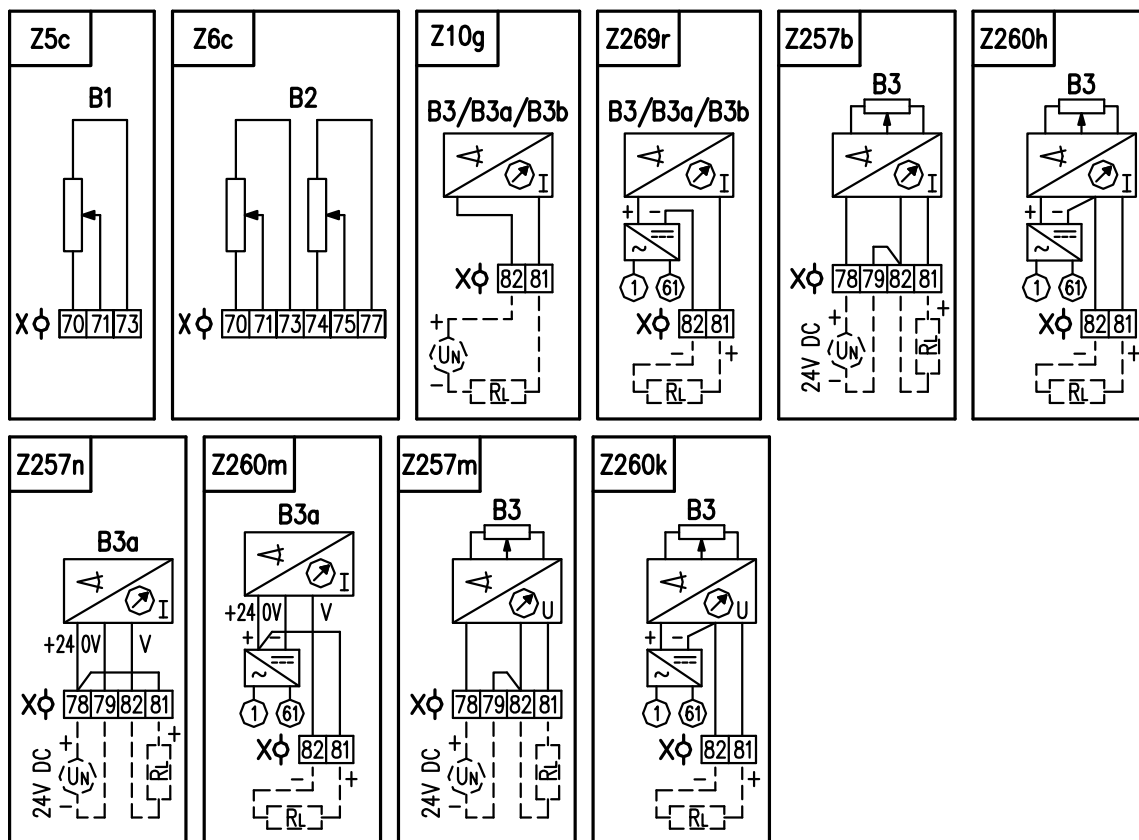 Z5c
B1
X
70 71 73
Z6c
B2
X
70 71 73 74 75 77
Z10g
B3/B3a/B3b
I
X
82 81
+
UN
-
RL
Z269r
B3/B3a/B3b
I
+ -
~
1 61
X
82 81
- +
RL
Z257b
B3
I
X
78 79 82 81
+ +
24V DC
UN
RL
-
Z260h
B3
I
+ -
~
1 61
X
82 81
- +
RL
Z257n
B3a
I
+24 0V V
X
78 79 82 81
+ +
24V DC
UN
RL
-
Z260m
B3a
I
+24 0V V
+ -
~
1 61
X
82 81
- +
RL
Z257m
B3
U
X
78 79 82 81
+
24V DC
UN
RL
-
+
Z260k
B3
U
+ -
~
1 61
X
82 81
- +
RL